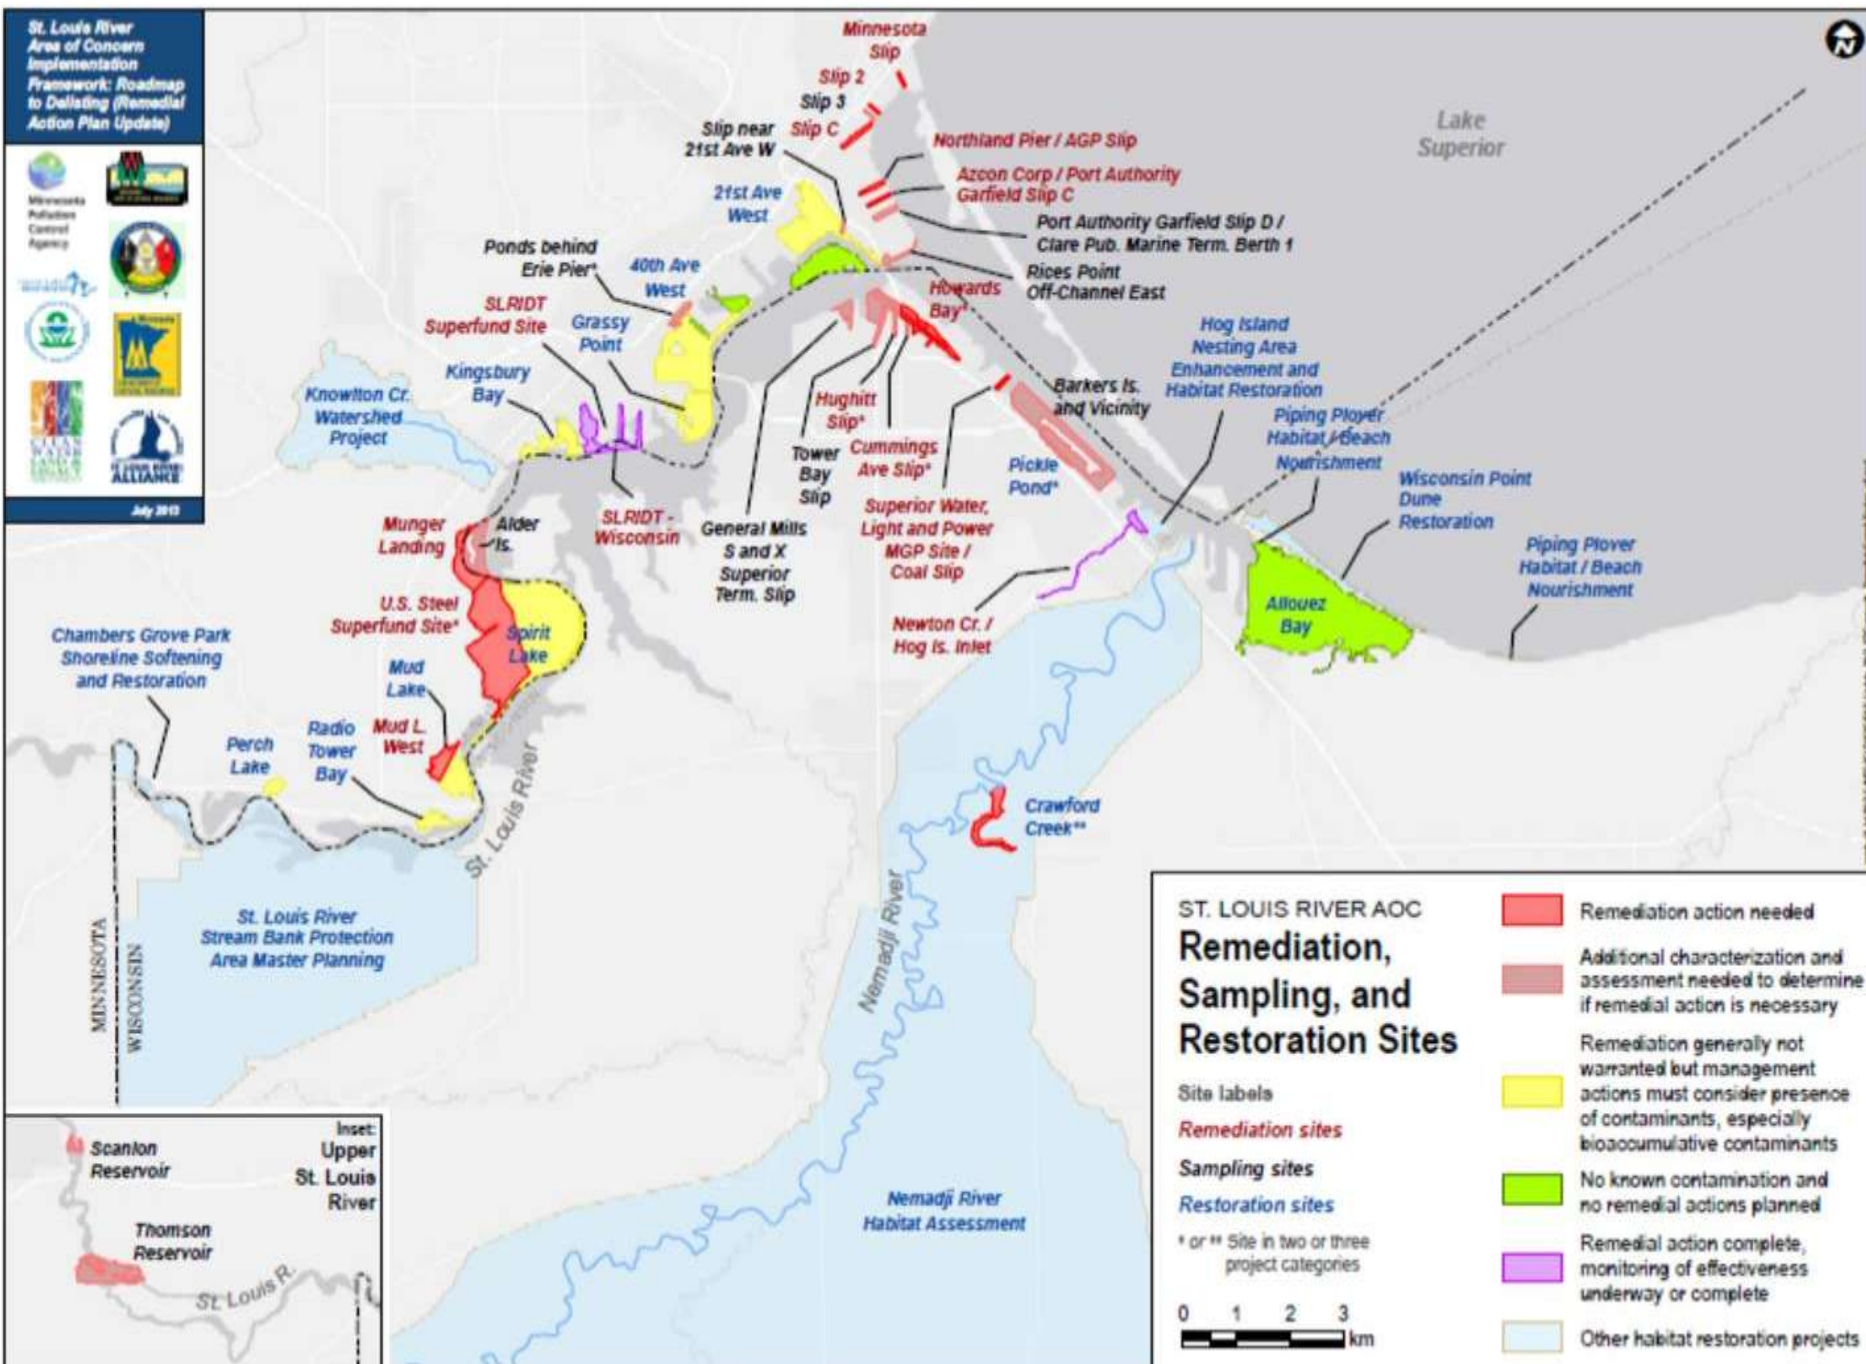 St. Louis River
Area of Concern
Implementation
Framework: Roadmap
to Delisting (Remedial
Action Plan Update)
Minnesota
Pollution
Control
Agency
ALLIANCE
July 2013
N
Minnesota
Slip
Slip 2
Slip 3
Slip C
Slip near
21st Ave W
Northland Pier / AGP Slip
Azcon Corp / Port Authority
Garfield Slip C
Port Authority Garfield Slip D /
Clare Pub. Marine Term. Berth 1
Rices Point
Off-Channel East
Lake
Superior
21st Ave
West
Ponds behind
Erie Pier*
40th Ave
West
SLRIDT
Superfund Site
Grassy
Point
Kingsbury
Bay
Knowlton Cr.
Watershed
Project
Howards
Bay*
Hog Island
Nesting Area
Enhancement and
Habitat Restoration
Barkers Is.
and Vicinity
Piping Plover
Habitat / Beach
Nourishment
Wisconsin Point
Dune
Restoration
Piping Plover
Habitat / Beach
Nourishment
Hughitt
Slip*
Tower
Bay
Slip
Cummings
Ave Slip*
Pickle
Pond*
Superior Water,
Light and Power
MGP Site /
Coal Slip
General Mills
S and X
Superior
Term. Slip
SLRIDT -
Wisconsin
Munger
Landing
Alder
Is.
U.S. Steel
Superfund Site*
Spirit
Lake
Newton Cr. /
Hog Is. Inlet
Allouez
Bay
Chambers Grove Park
Shoreline Softening
and Restoration
Mud
Lake
Mud L.
West
Radio
Tower
Bay
Perch
Lake
St. Louis River
Crawford
Creek**
Nemadji River
St. Louis River
Stream Bank Protection
Area Master Planning
MINNESOTA
WISCONSIN
Nemadji River
Habitat Assessment
Inset:
Upper
St. Louis
River
Scanlon
Reservoir
Thomson
Reservoir
St. Louis R.
ST. LOUIS RIVER AOC
Remediation,
Sampling, and
Restoration Sites
Site labels
Remediation sites
Sampling sites
Restoration sites
* or ** Site in two or three
project categories
0 1 2 3
km
Remediation action needed
Additional characterization and
assessment needed to determine
if remedial action is necessary
Remediation generally not
warranted but management
actions must consider presence
of contaminants, especially
bioaccumulative contaminants
No known contamination and
no remedial actions planned
Remedial action complete,
monitoring of effectiveness
underway or complete
Other habitat restoration projects